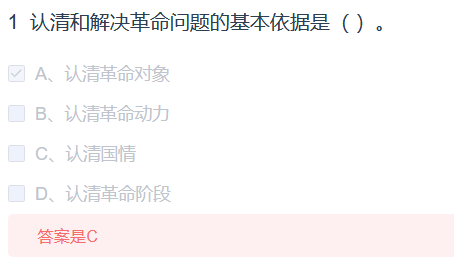 1 认清和解决革命问题的基本依据是（ ）。
A、认清革命对象
B、认清革命动力
C、认清国情
D、认清革命阶段
答案是C